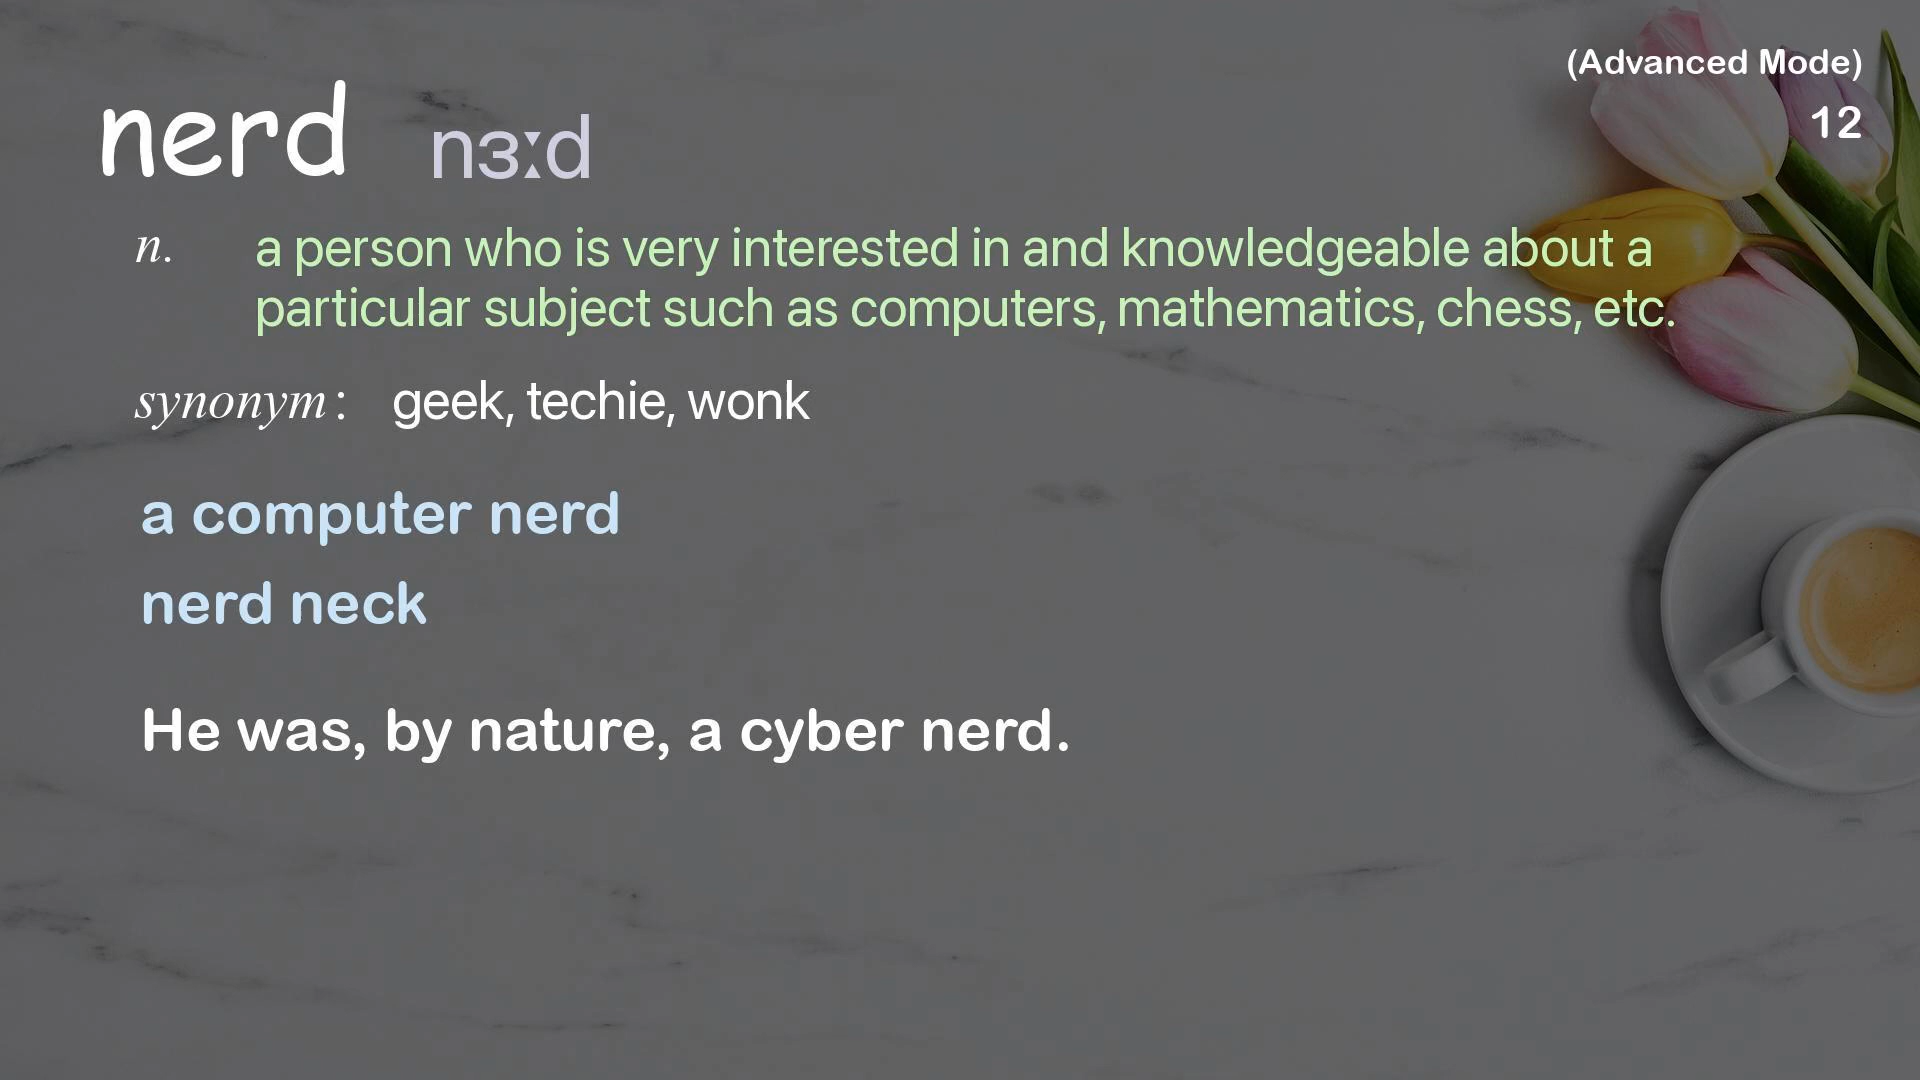 (Advanced Mode)
12
nerd nɜːd
n. a person who is very interested in and knowledgeable about a
particular subject such as computers, mathematics, chess, etc.
synonym : geek, techie, wonk
a computer nerd
nerd neck
He was, by nature, a cyber nerd.